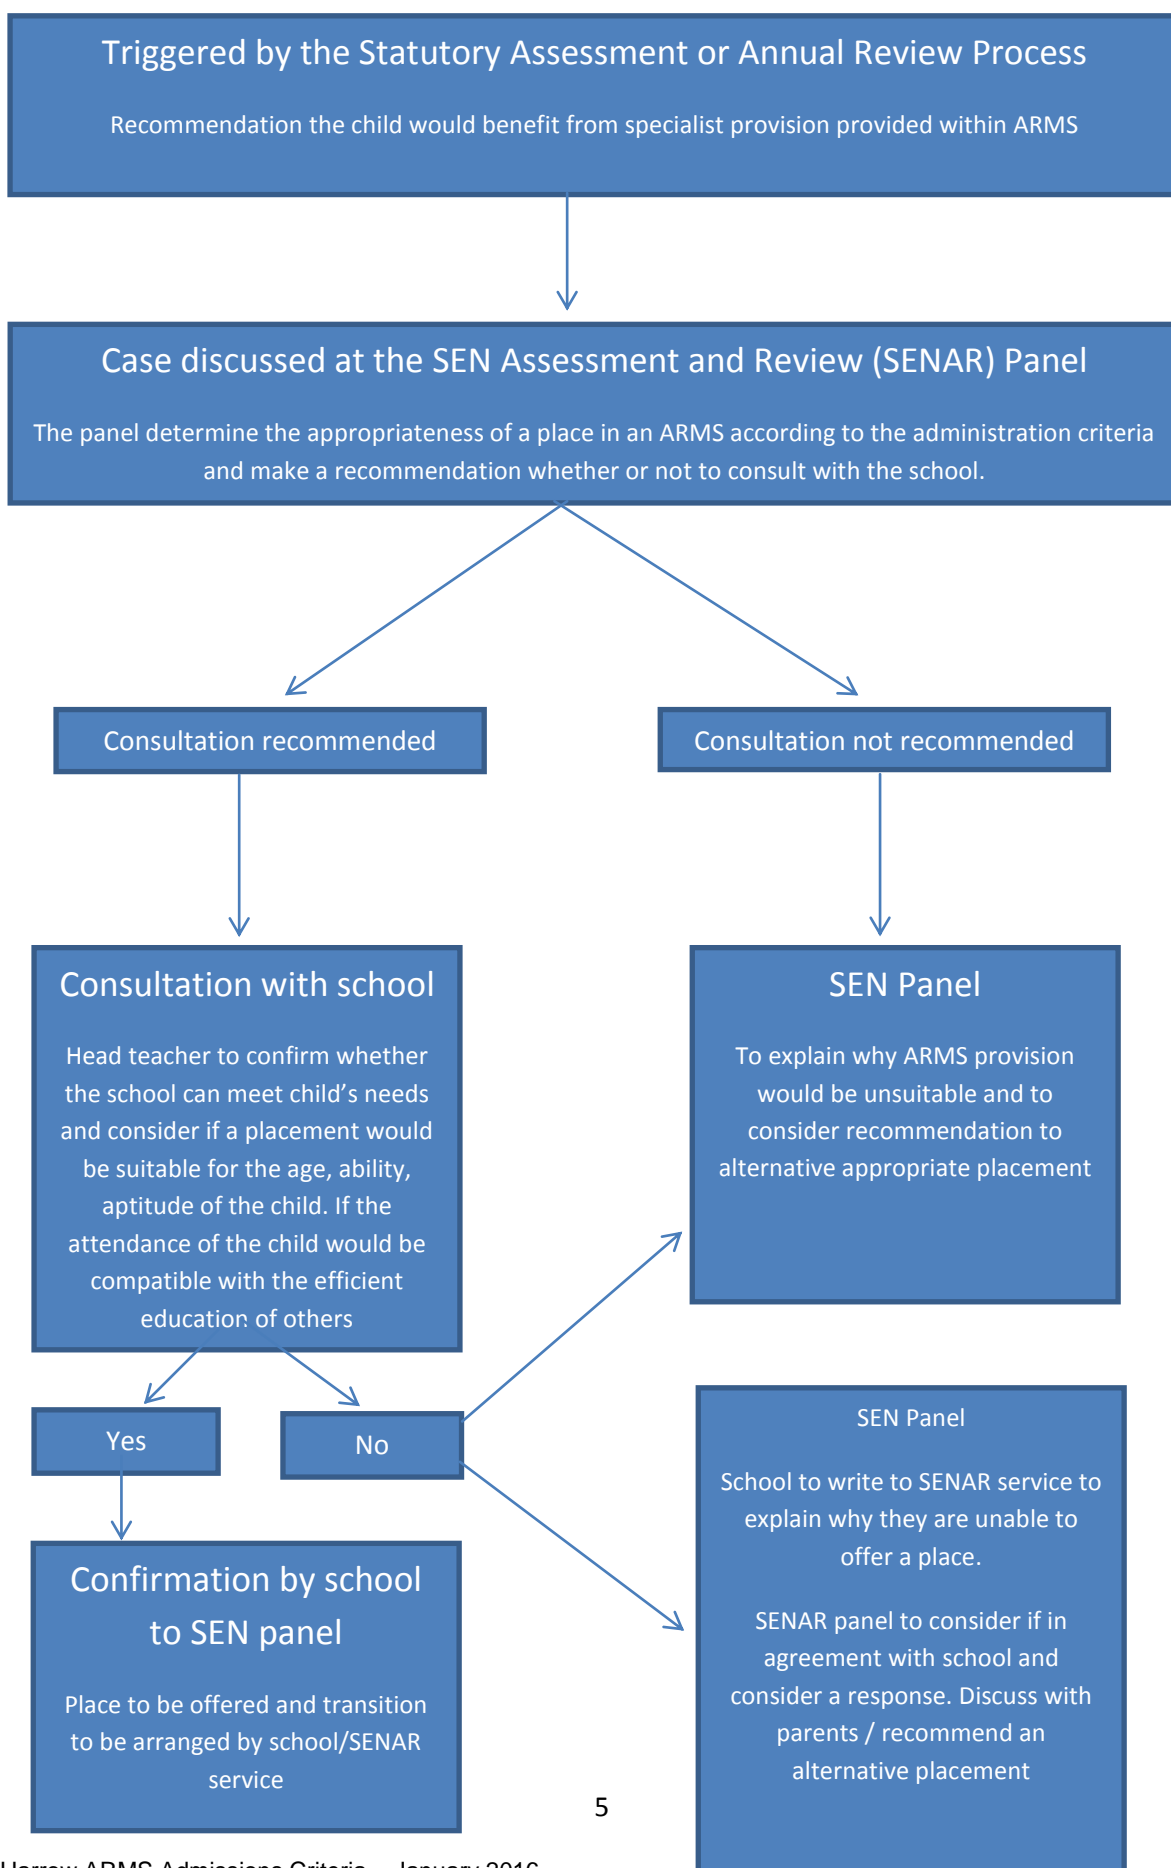 Triggered by the Statutory Assessment or Annual Review Process
Recommendation the child would benefit from specialist provision provided within ARMS
Case discussed at the SEN Assessment and Review (SENAR) Panel
The panel determine the appropriateness of a place in an ARMS according to the administration criteria
and make a recommendation whether or not to consult with the school.
Consultation recommended
Consultation not recommended
Consultation with school
Head teacher to confirm whether
the school can meet child’s needs
and consider if a placement would
be suitable for the age, ability,
aptitude of the child. If the
attendance of the child would be
compatible with the efficient
education of others
SEN Panel
To explain why ARMS provision
would be unsuitable and to
consider recommendation to
alternative appropriate placement
Yes
No
Confirmation by school
to SEN panel
Place to be offered and transition
to be arranged by school/SENAR
service
SEN Panel
School to write to SENAR service to
explain why they are unable to
offer a place.
SENAR panel to consider if in
agreement with school and
consider a response. Discuss with
parents / recommend an
alternative placement
5
Harrow ARMS Admissions Criteria – January 2016